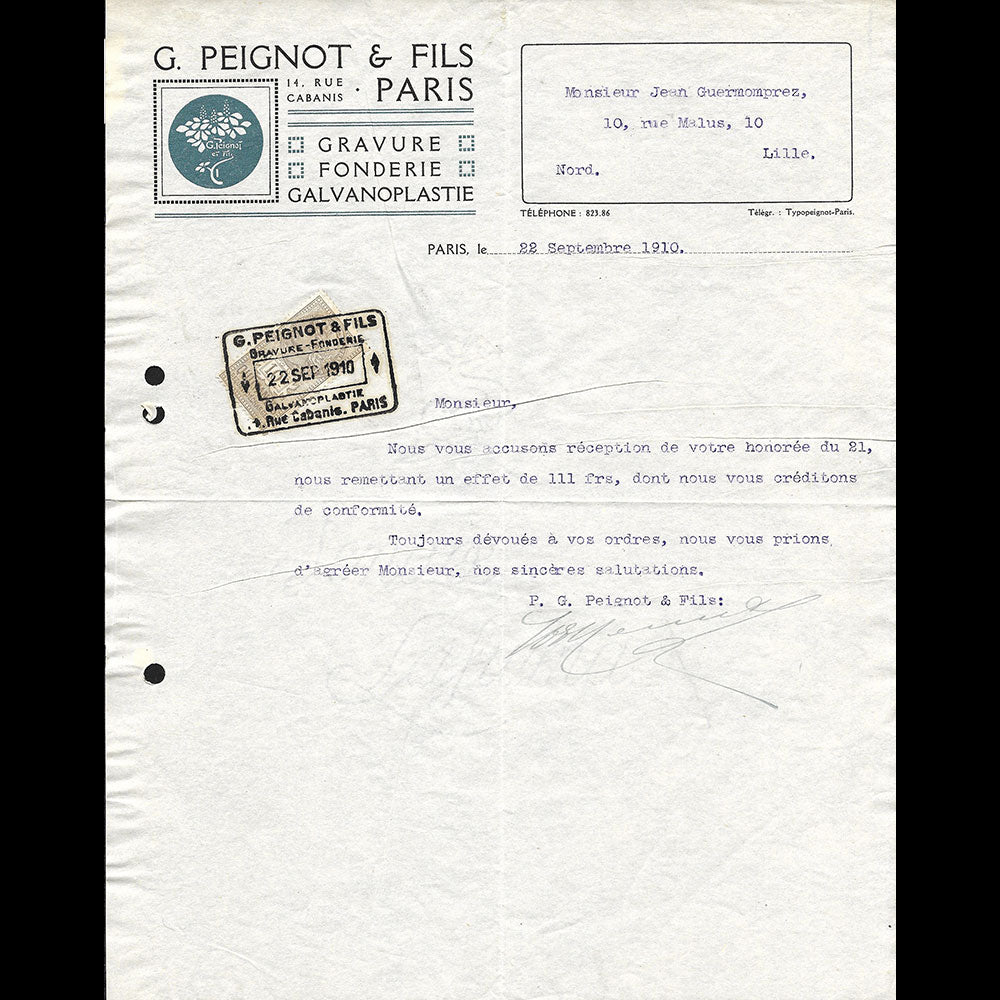 G. PEIGNOT & FILS
14, RUE
CABANIS · PARIS
G. Peignot
et Fils
GRAVURE
FONDERIE
GALVANOPLASTIE
Monsieur Jean Guermomprez,
10, rue Malus, 10
Lille.
Nord.
TÉLÉPHONE : 823.86
Télégr. : Typopeignot-Paris.
PARIS, le 22 Septembre 1910.
G. PEIGNOT & FILS
GRAVURE-FONDERIE
22 SEP 1910
GALVANOPLASTIE
Rue Cabanis. PARIS
Monsieur,
Nous vous accusons réception de votre honorée du 21,
nous remettant un effet de 111 frs, dont nous vous créditons
de conformité.
Toujours dévoués à vos ordres, nous vous prions
d'agréer Monsieur, nos sincères salutations.
P. G. Peignot & Fils: